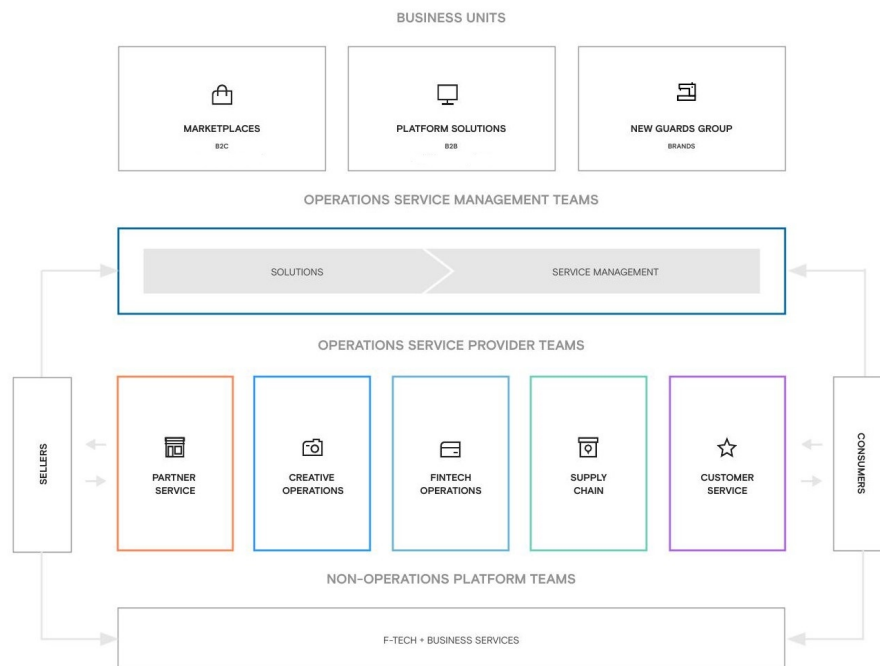 BUSINESS UNITS
MARKETPLACES
B2C
PLATFORM SOLUTIONS
B2B
NEW GUARDS GROUP
BRANDS
OPERATIONS SERVICE MANAGEMENT TEAMS
SOLUTIONS
SERVICE MANAGEMENT
OPERATIONS SERVICE PROVIDER TEAMS
SELLERS
PARTNER
SERVICE
CREATIVE
OPERATIONS
FINTECH
OPERATIONS
SUPPLY
CHAIN
CUSTOMER
SERVICE
CONSUMERS
NON-OPERATIONS PLATFORM TEAMS
F-TECH + BUSINESS SERVICES